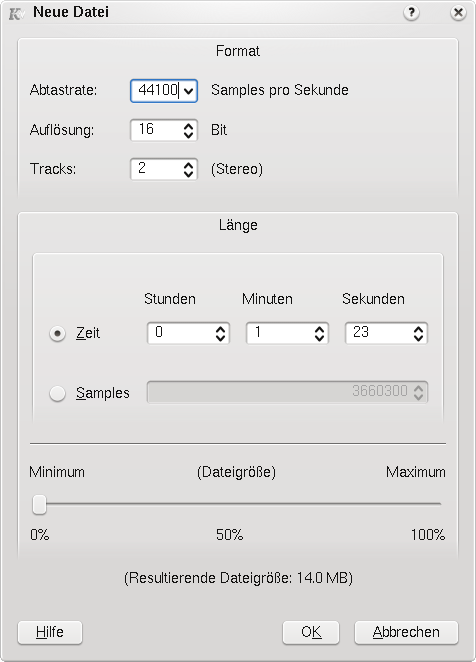 Neue Datei
Format
Abtastrate: 44100 Samples pro Sekunde
Auflösung: 16 Bit
Tracks: 2 (Stereo)
Länge
Stunden Minuten Sekunden
Zeit 0 1 23
Samples 3660300
Minimum (Dateigröße) Maximum
0% 50% 100%
(Resultierende Dateigröße: 14.0 MB)
Hilfe OK Abbrechen